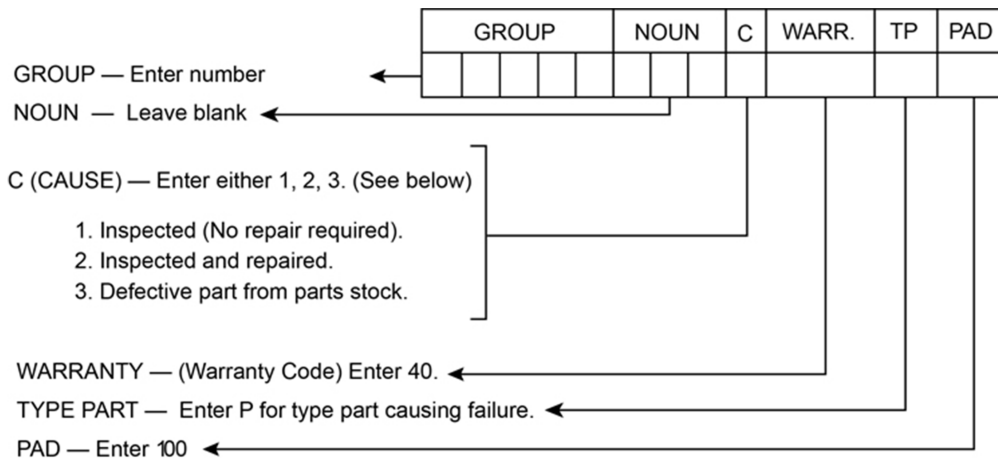 GROUP NOUN C WARR. TP PAD
GROUP — Enter number
NOUN — Leave blank
C (CAUSE) — Enter either 1, 2, 3. (See below)
1. Inspected (No repair required).
2. Inspected and repaired.
3. Defective part from parts stock.
WARRANTY — (Warranty Code) Enter 40.
TYPE PART — Enter P for type part causing failure.
PAD — Enter 100